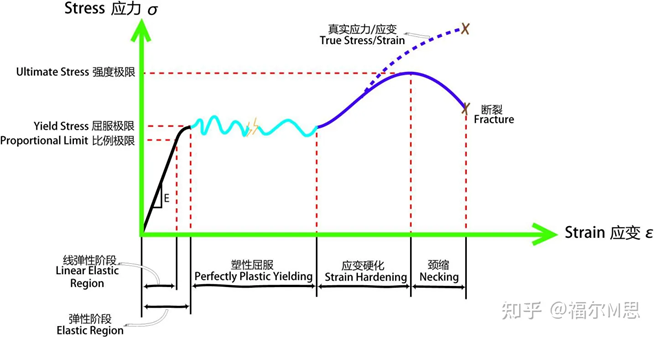 Stress 应力 σ
真实应力/应变
True Stress/Strain
Ultimate Stress 强度极限
断裂
Fracture
Yield Stress 屈服极限
Proportional Limit 比例极限
E
Strain 应变 ε
线弹性阶段
Linear Elastic
Region
塑性屈服
Perfectly Plastic Yielding
应变硬化
Strain Hardening
颈缩
Necking
弹性阶段
Elastic Region
知乎 @福尔M思